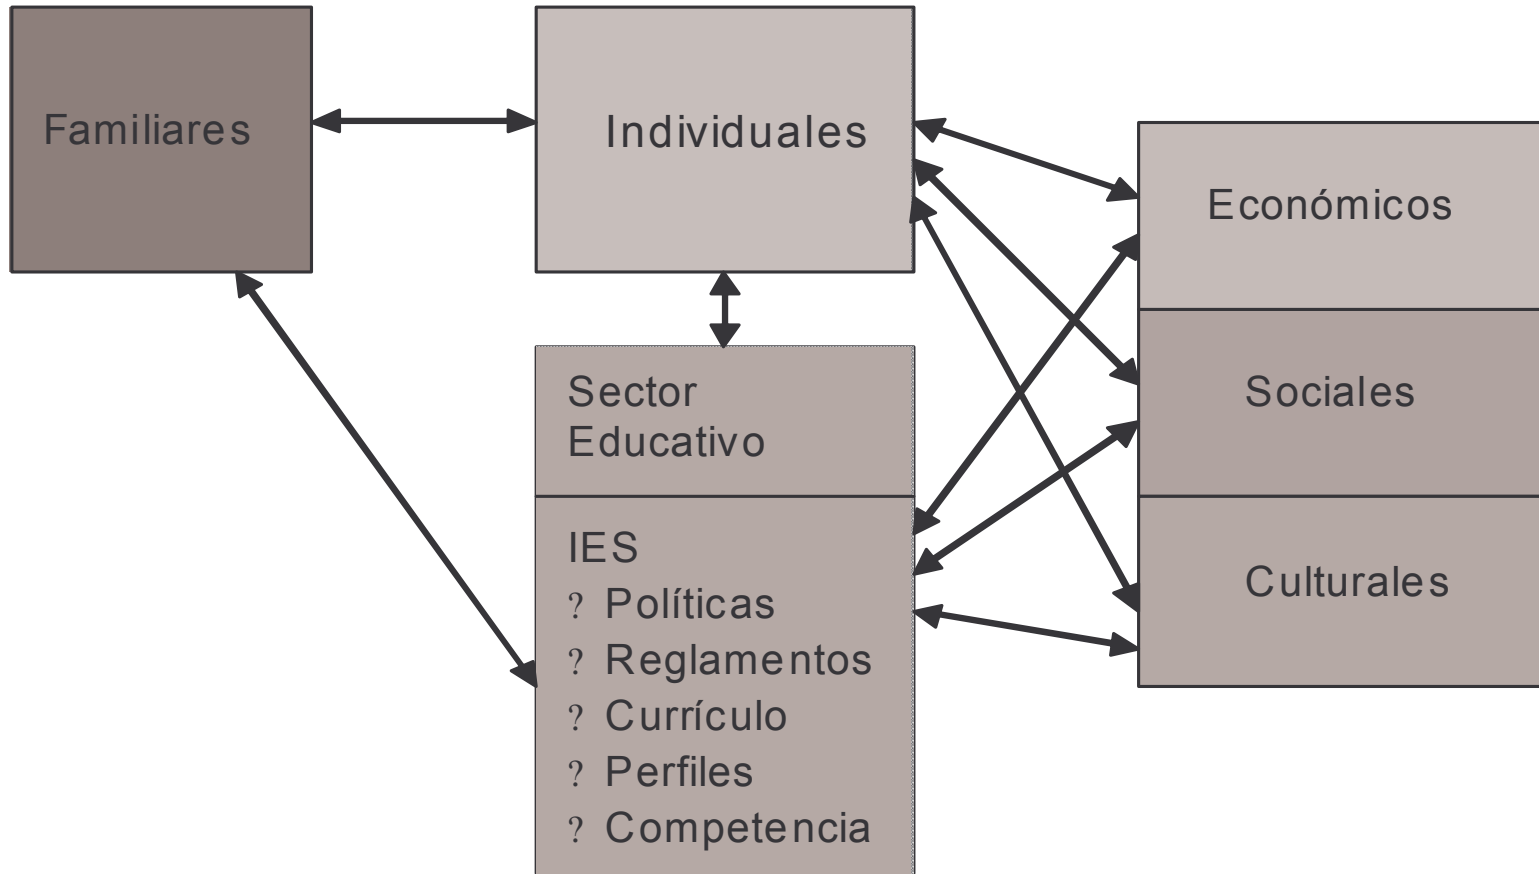 Familiares
Individuales
Económicos
Sociales
Culturales
Sector
Educativo
IES
? Políticas
? Reglamentos
? Currículo
? Perfiles
? Competencia